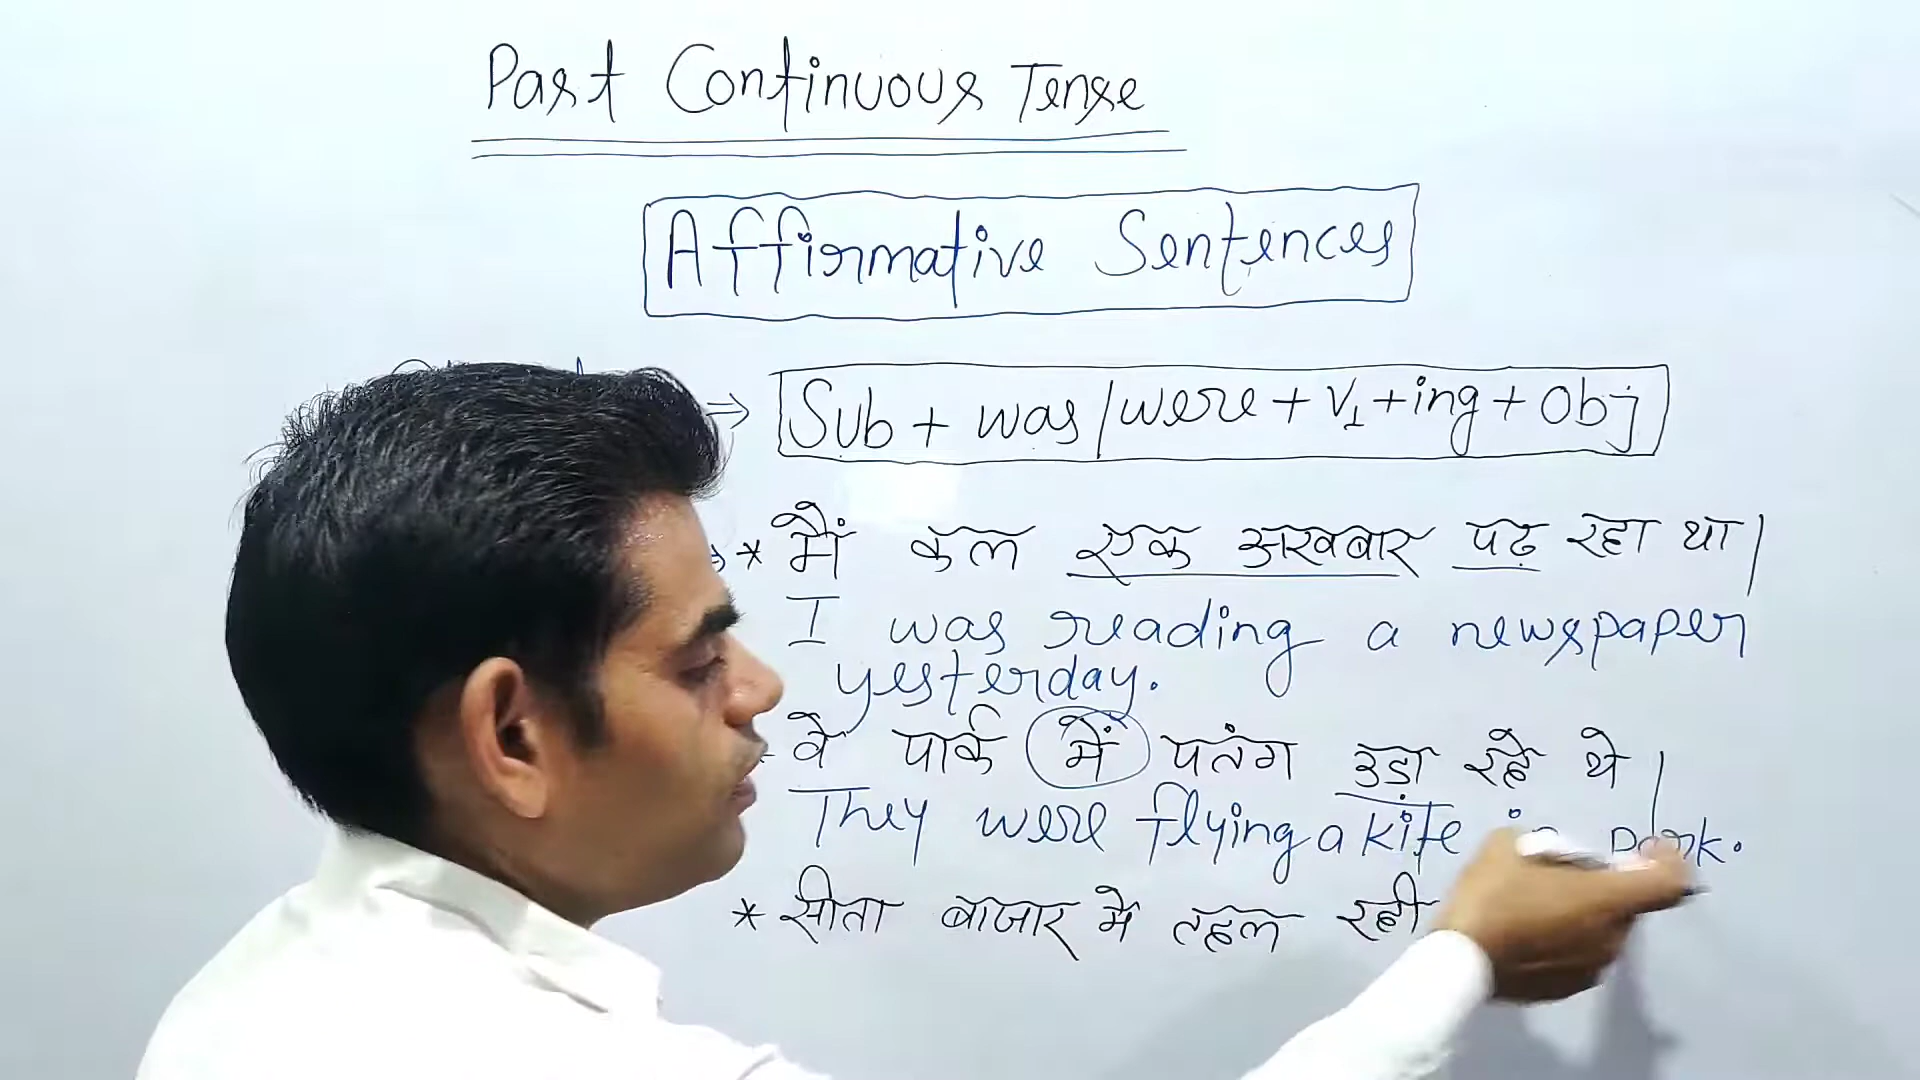 Past Continuous Tense
Affirmative Sentences
⇒ Sub + was/were + V₁ + ing + Obj
* मैं कल एक अखबार पढ़ रहा था|
I was reading a newspaper
yesterday.
वे पार्क में पतंग उड़ा रहे थे|
They were flying a kite park.
* सीता बाजार मे टहल रही